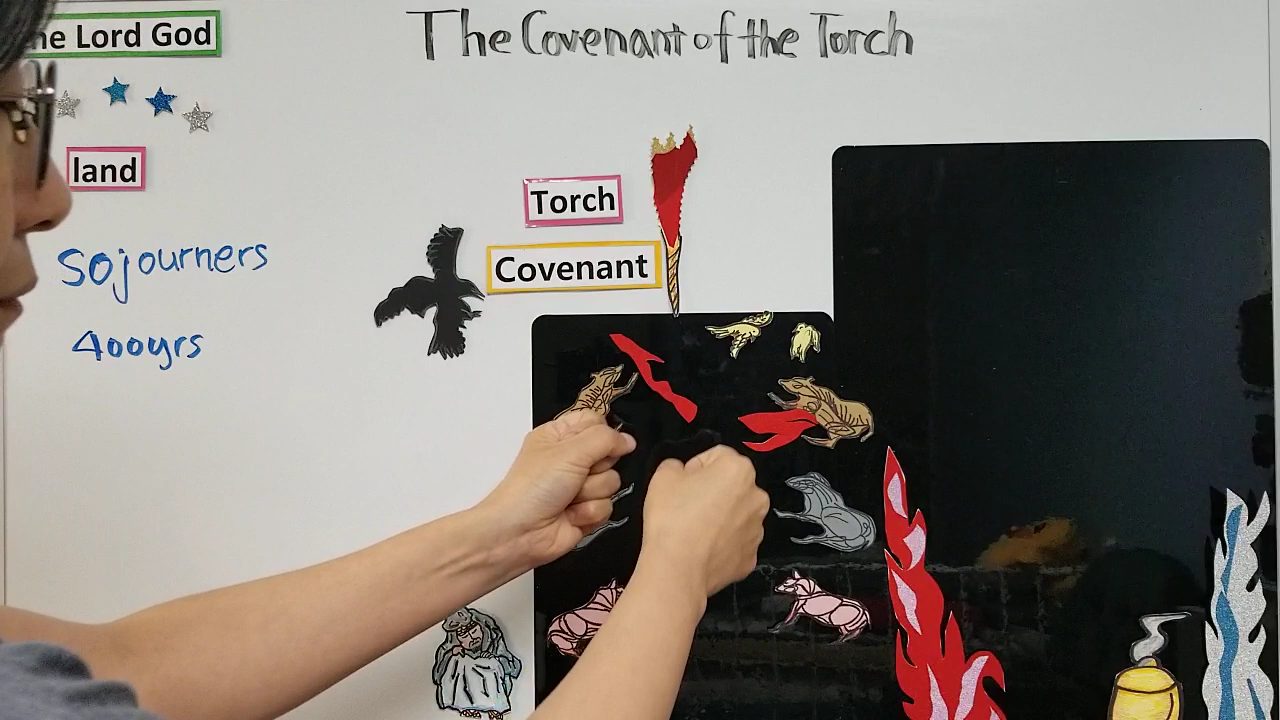 The Covenant of the Torch
he Lord God
land
Torch
Covenant
Sojourners
400yrs